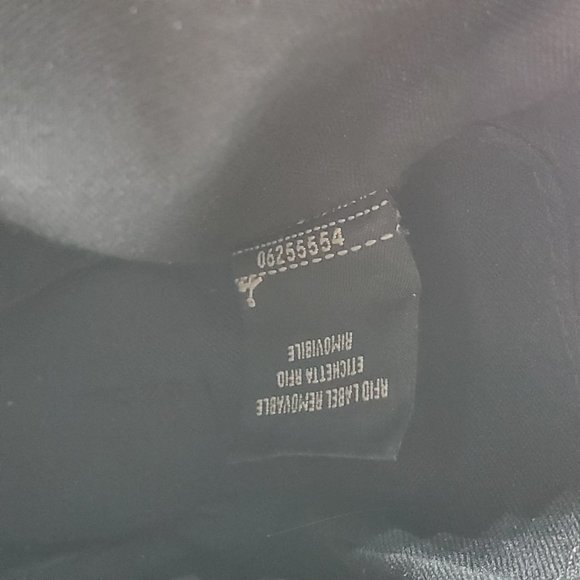 06255554
RFID LABEL REMOVABLE
ETICHETTA RFID
RIMOVIBILE